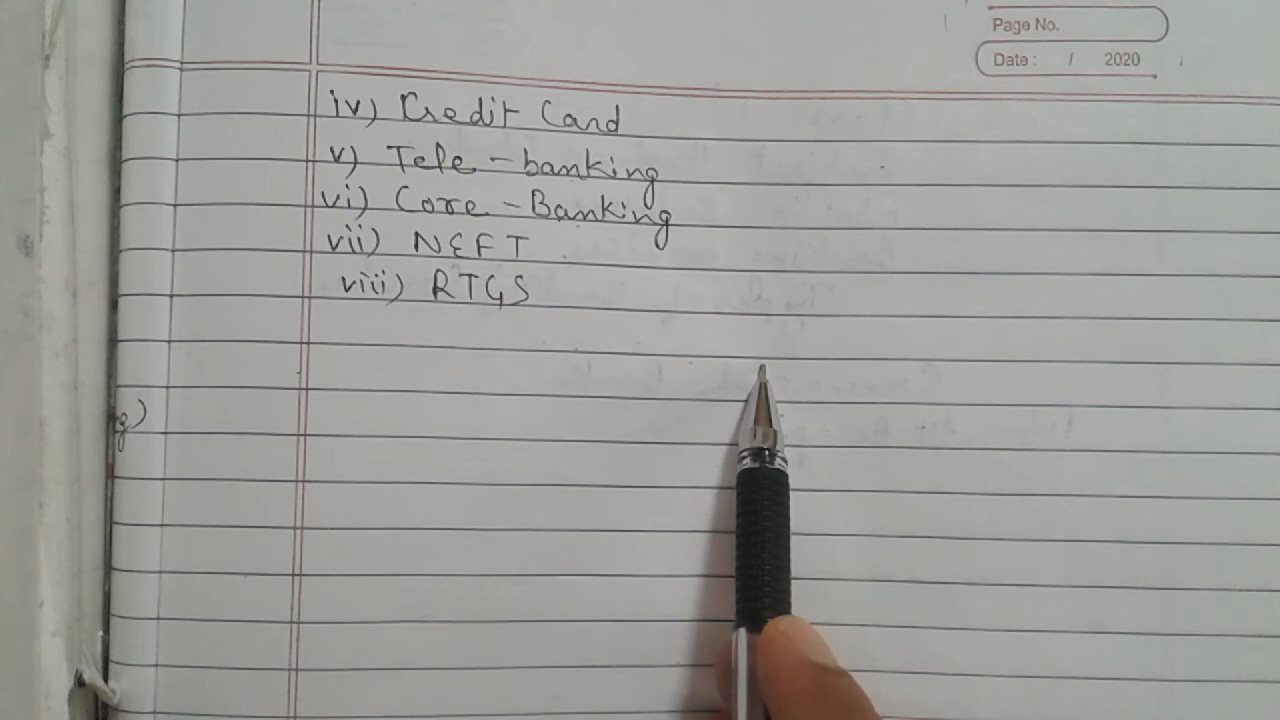 Page No.
Date : / 2020
iv) Credit Card
v) Tele-banking
vi) Core-Banking
vii) NEFT
viii) RTGS
g)